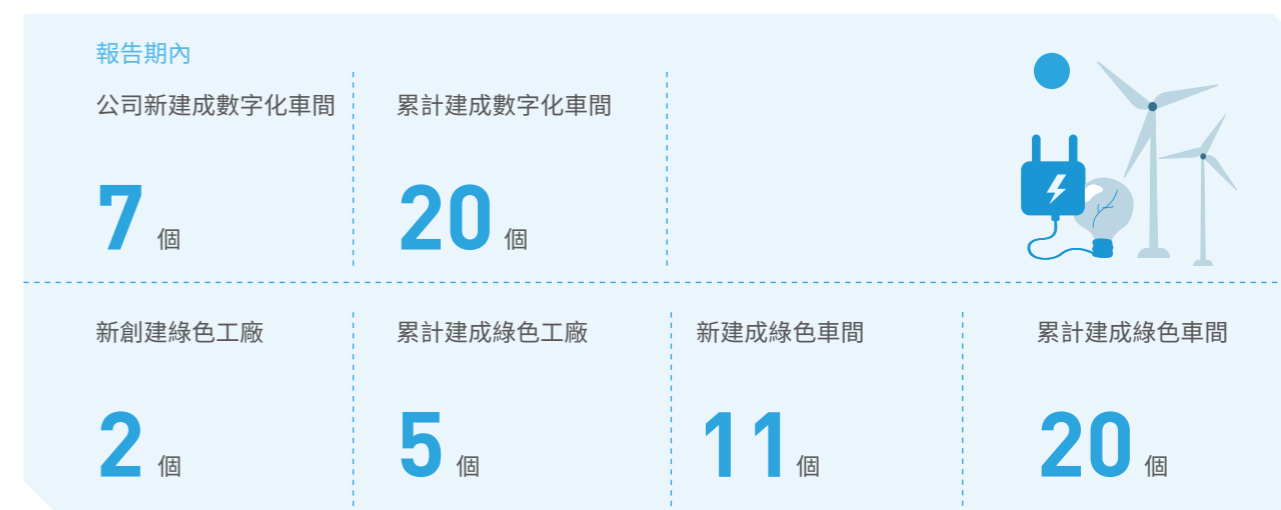 報告期內
公司新建成數字化車間
7 個
累計建成數字化車間
20 個
新創建綠色工廠
2 個
累計建成綠色工廠
5 個
新建成綠色車間
11 個
累計建成綠色車間
20 個